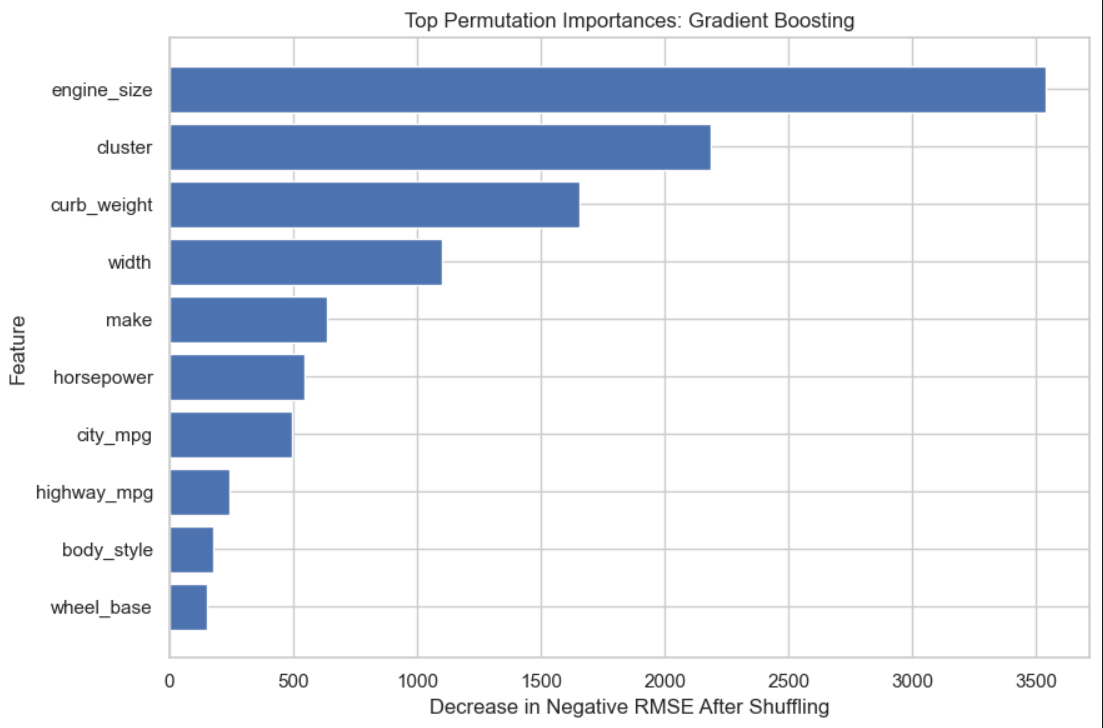 Top Permutation Importances: Gradient Boosting
engine_size
cluster
curb_weight
width
make
horsepower
city_mpg
highway_mpg
body_style
wheel_base
Feature
0 500 1000 1500 2000 2500 3000 3500
Decrease in Negative RMSE After Shuffling